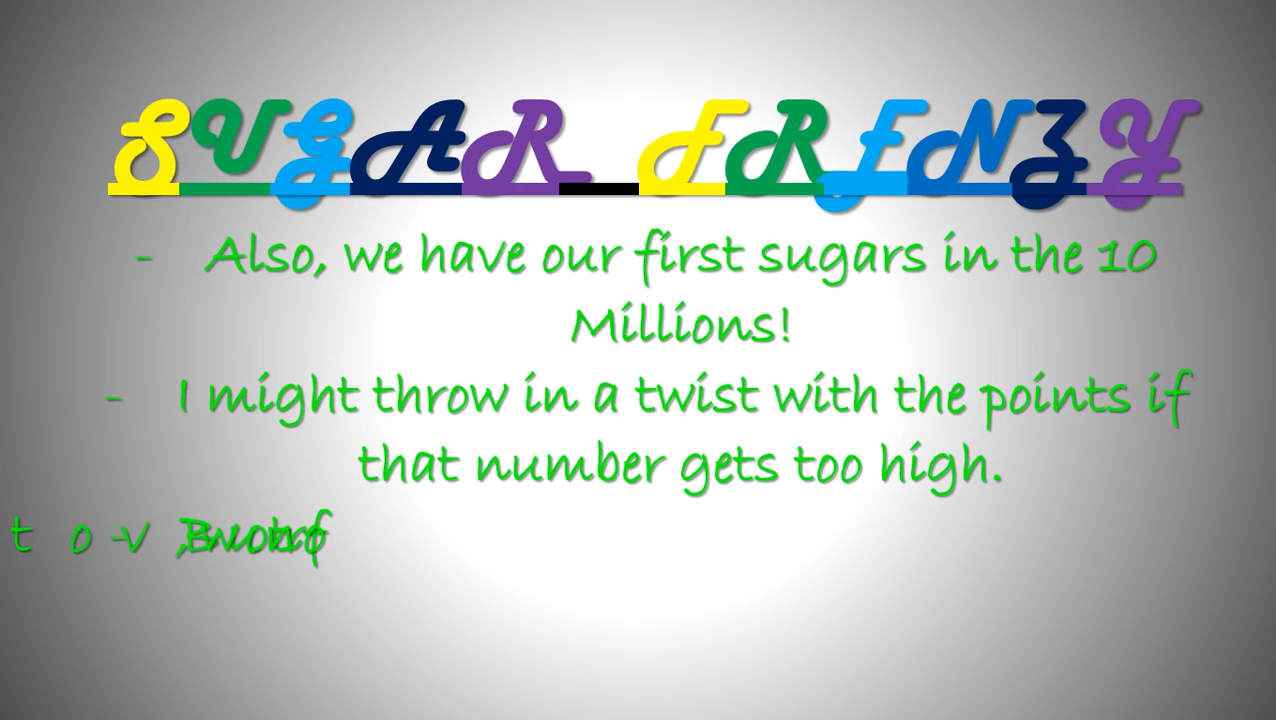 SUGAR FRENZY
- Also, we have our first sugars in the 10
Millions!
- I might throw in a twist with the points if
that number gets too high.